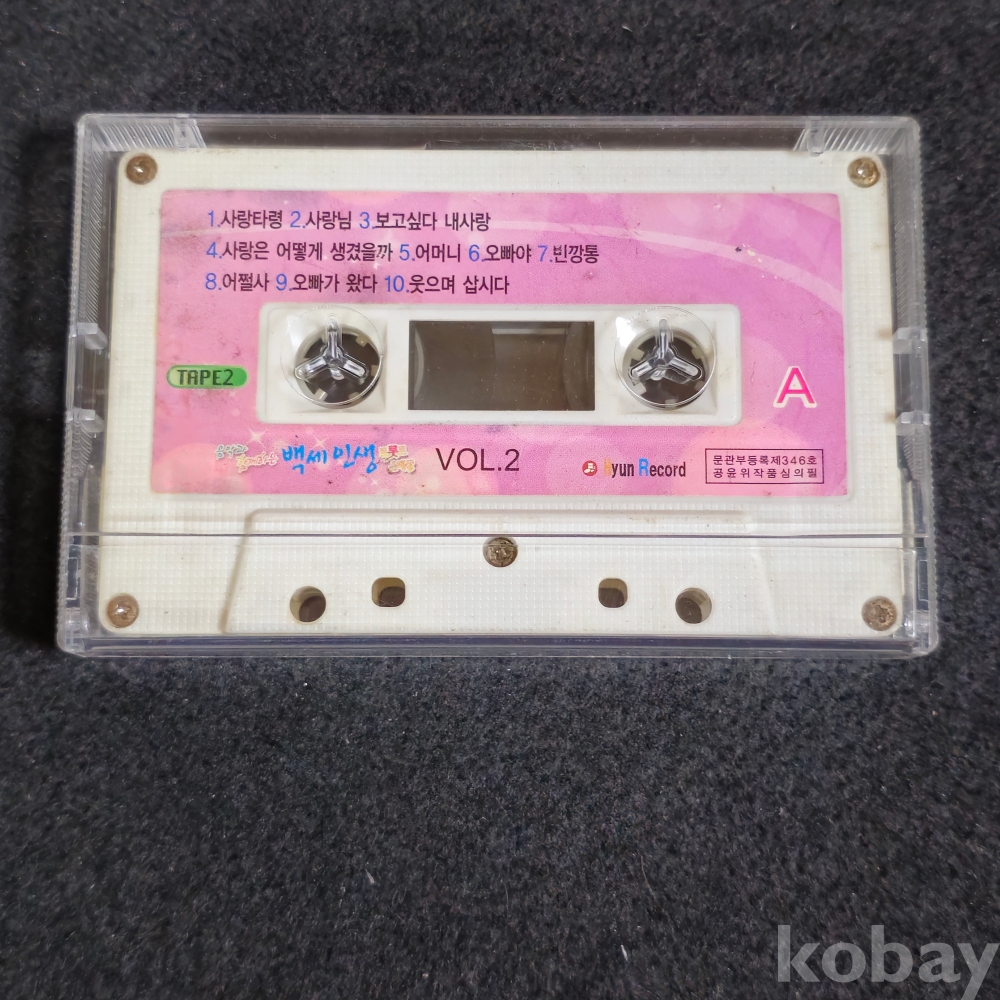 1.사랑타령 2.사랑님 3.보고싶다 내사랑
4.사랑은 어떻게 생겼을까 5.어머니 6.오빠야 7.빈깡통
8.어쩔사 9.오빠가 왔다 10.웃으며 삽시다
TAPE2
A
백세인생
VOL.2
Hyun Record
문관부등록제346호
공윤위작품심의필
kobay